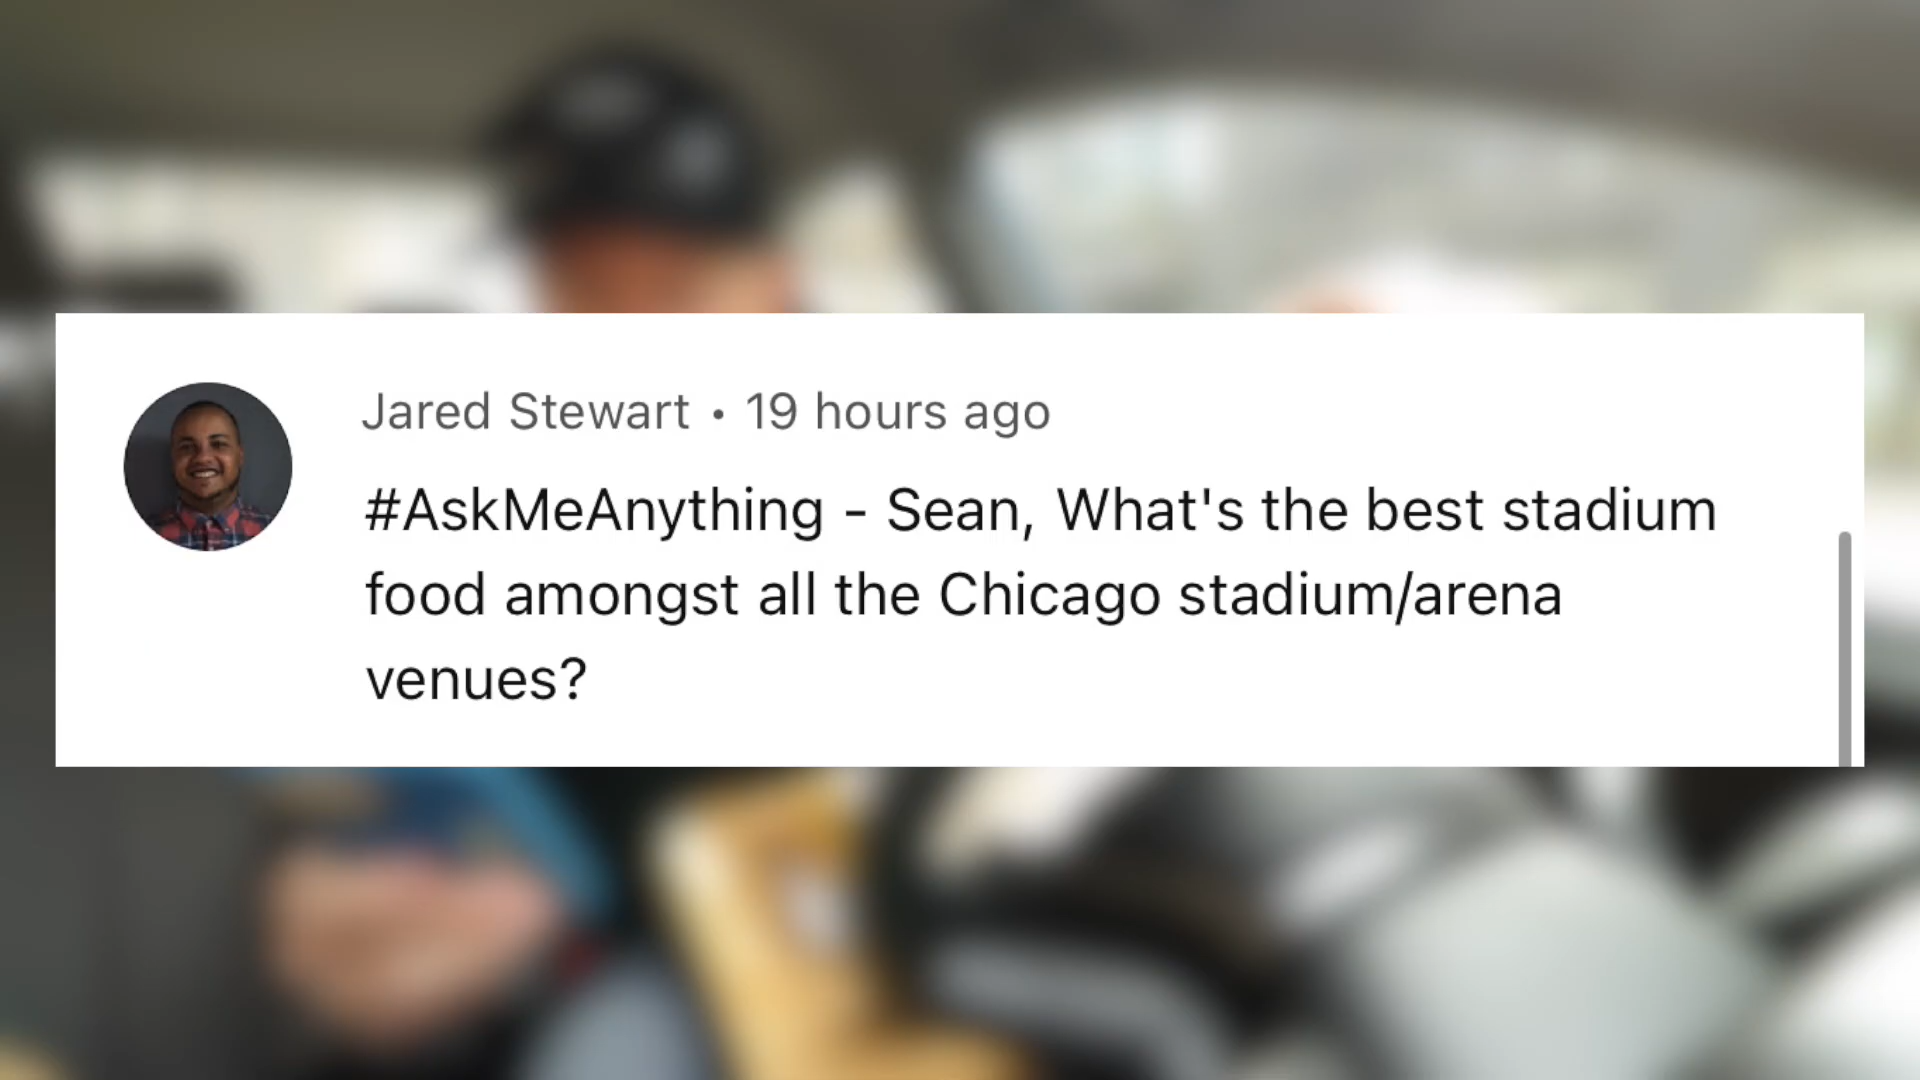 Jared Stewart • 19 hours ago
#AskMeAnything - Sean, What's the best stadium
food amongst all the Chicago stadium/arena
venues?